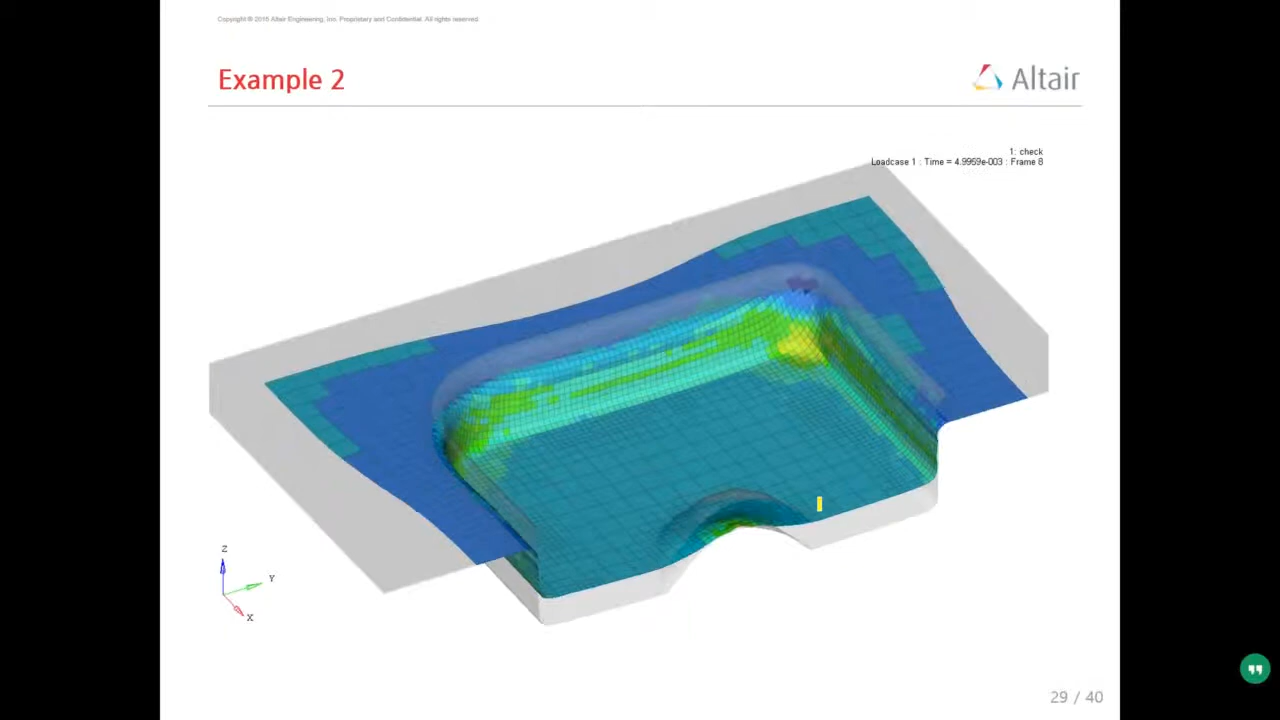 Copyright © 2015 Altair Engineering, Inc. Proprietary and Confidential. All rights reserved.
Example 2
Altair
1: check
Loadcase 1 : Time = 4.9959e-003 : Frame 8
Z
Y
X
29 / 40